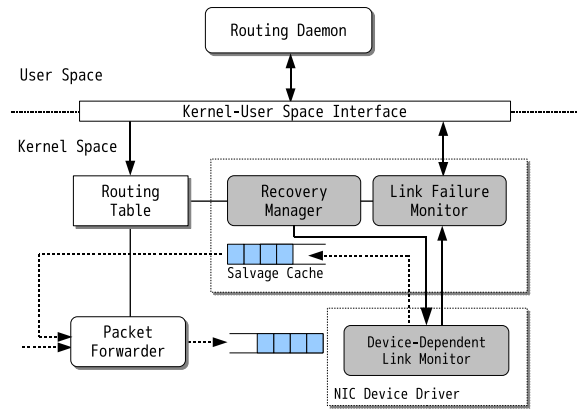 Routing Daemon
User Space
Kernel-User Space Interface
Kernel Space
Routing
Table
Recovery
Manager
Link Failure
Monitor
Salvage Cache
Packet
Forwarder
Device-Dependent
Link Monitor
NIC Device Driver